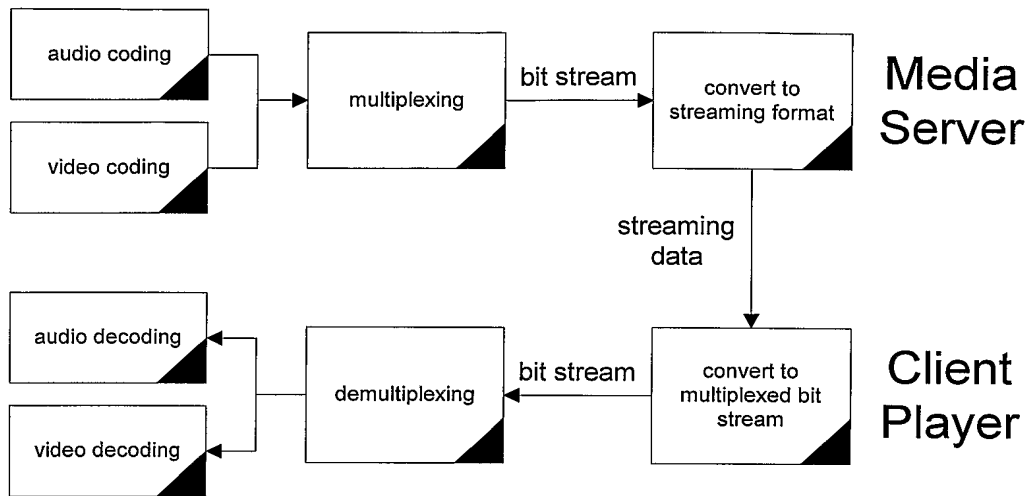 audio coding
video coding
multiplexing
bit stream
convert to
streaming format
Media
Server
streaming
data
audio decoding
video decoding
demultiplexing
bit stream
convert to
multiplexed bit
stream
Client
Player